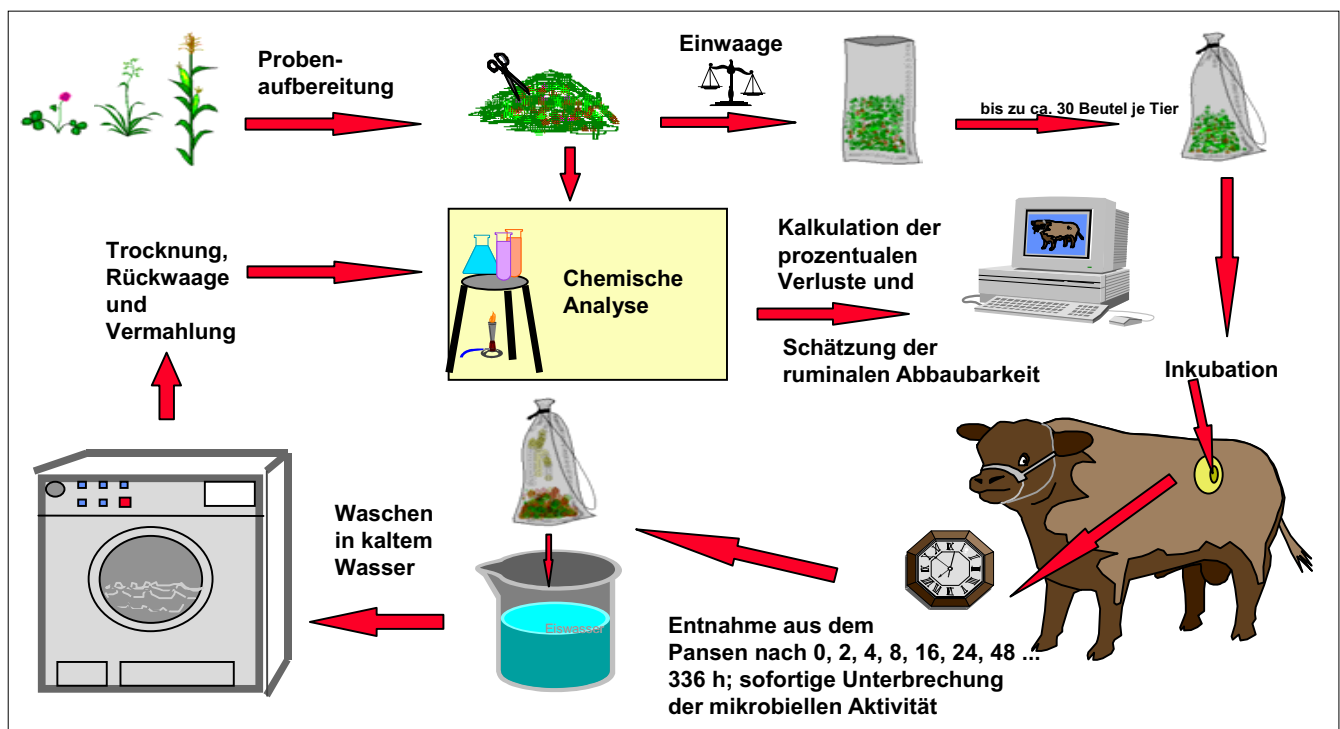 Proben-
aufbereitung
Einwaage
bis zu ca. 30 Beutel je Tier
Trocknung,
Rückwaage
und
Vermahlung
Chemische
Analyse
Kalkulation der
prozentualen
Verluste und
Schätzung der
ruminalen Abbaubarkeit
Inkubation
Waschen
in kaltem
Wasser
Eiswasser
Entnahme aus dem
Pansen nach 0, 2, 4, 8, 16, 24, 48 ...
336 h; sofortige Unterbrechung
der mikrobiellen Aktivität